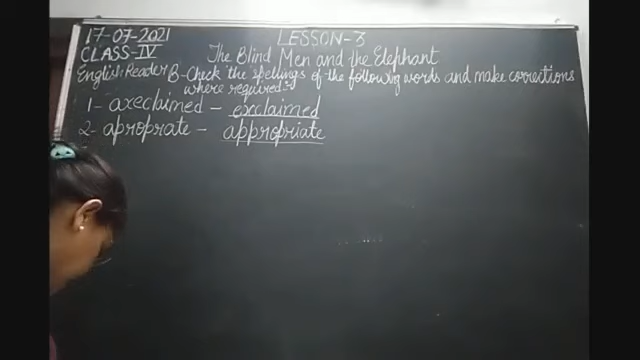 17-07-2021 LESSON-3
CLASS-IV The Blind Men and the Elephant
English Reader B-Check the spellings of the following words and make corrections
where required:-
1- axeclaimed - exclaimed
2- aproprate - appropriate